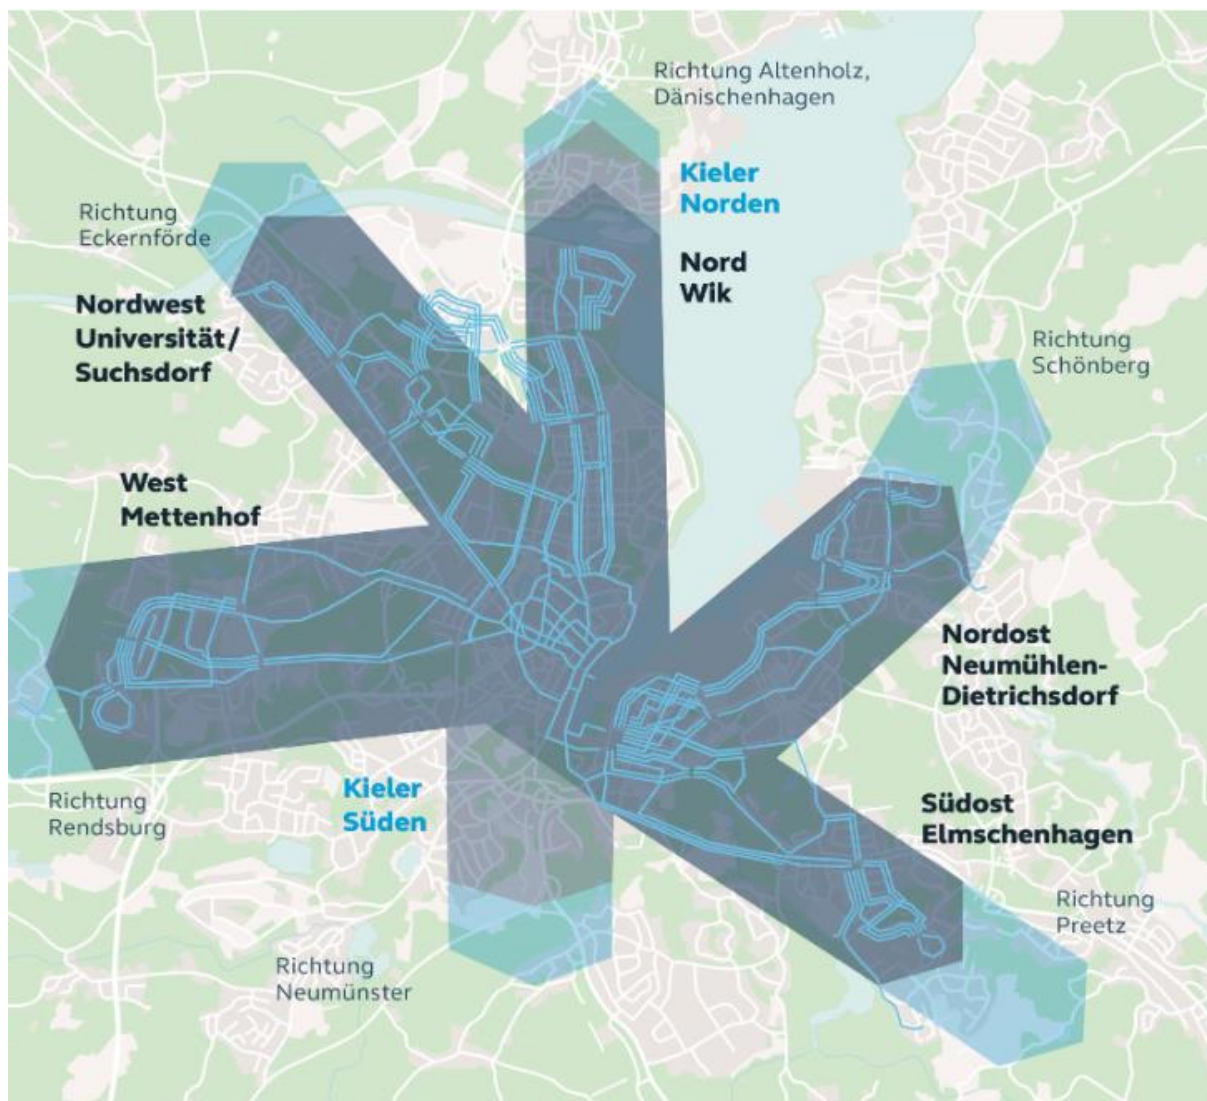 Richtung Altenholz,
Dänischenhagen
Kieler
Norden
Richtung
Eckernförde
Nord
Wik
Nordwest
Universität/
Suchsdorf
Richtung
Schönberg
West
Mettenhof
Nordost
Neumühlen-
Dietrichsdorf
Kieler
Süden
Richtung
Rendsburg
Südost
Elmschenhagen
Richtung
Preetz
Richtung
Neumünster